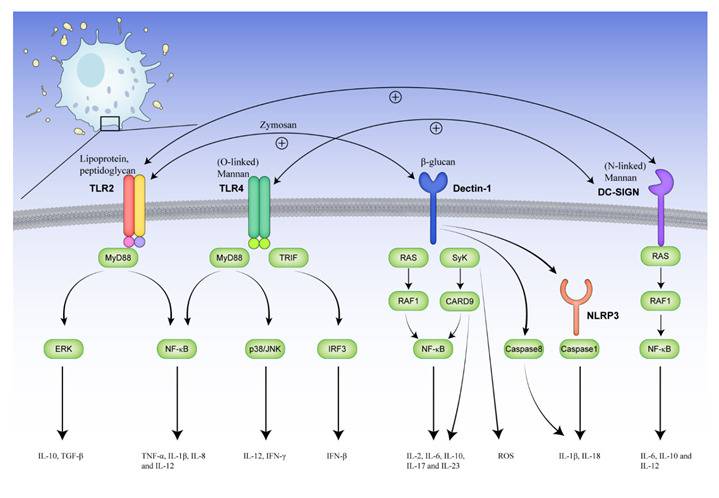 Zymosan
Lipoprotein,
peptidoglycan
TLR2
(O-linked)
Mannan
TLR4
β-glucan
Dectin-1
(N-linked)
Mannan
DC-SIGN
MyD88
MyD88
TRIF
RAS
SyK
RAS
RAF1
CARD9
NLRP3
RAF1
ERK
NF-κB
p38/JNK
IRF3
NF-κB
Caspase8
Caspase1
NF-κB
IL-10, TGF-β
TNF-α, IL-1β, IL-8
and IL-12
IL-12, IFN-γ
IFN-β
IL-2, IL-6, IL-10,
IL-17 and IL-23
ROS
IL-1β, IL-18
IL-6, IL-10 and
IL-12